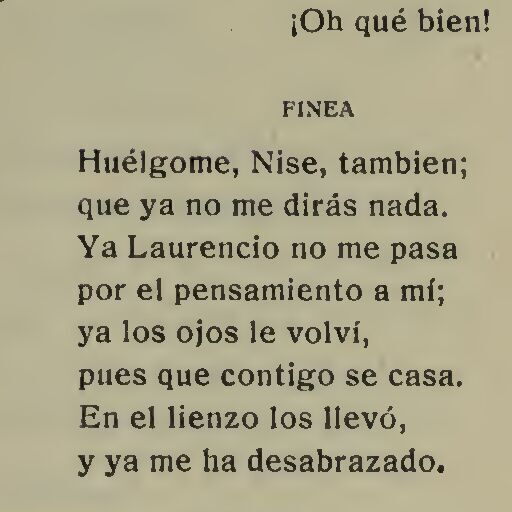 ¡Oh qué bien!
FINEA
Huélgome, Nise, tambien;
que ya no me dirás nada.
Ya Laurencio no me pasa
por el pensamiento a mí;
ya los ojos le volví,
pues que contigo se casa.
En el lienzo los llevó,
y ya me ha desabrazado.